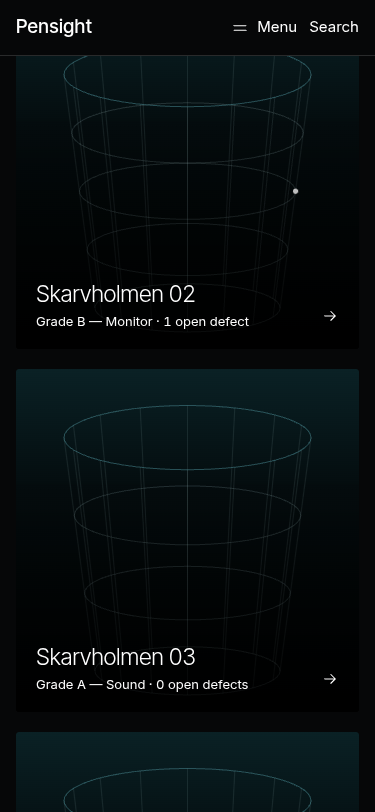 Pensight
Menu Search
Skarvholmen 02
Grade B — Monitor · 1 open defect
Skarvholmen 03
Grade A — Sound · 0 open defects